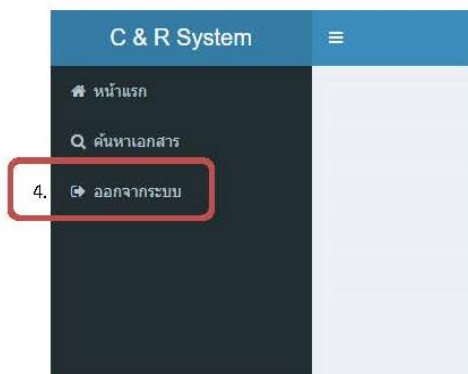 C & R System
หน้าแรก
ค้นหาเอกสาร
4. ออกจากระบบ